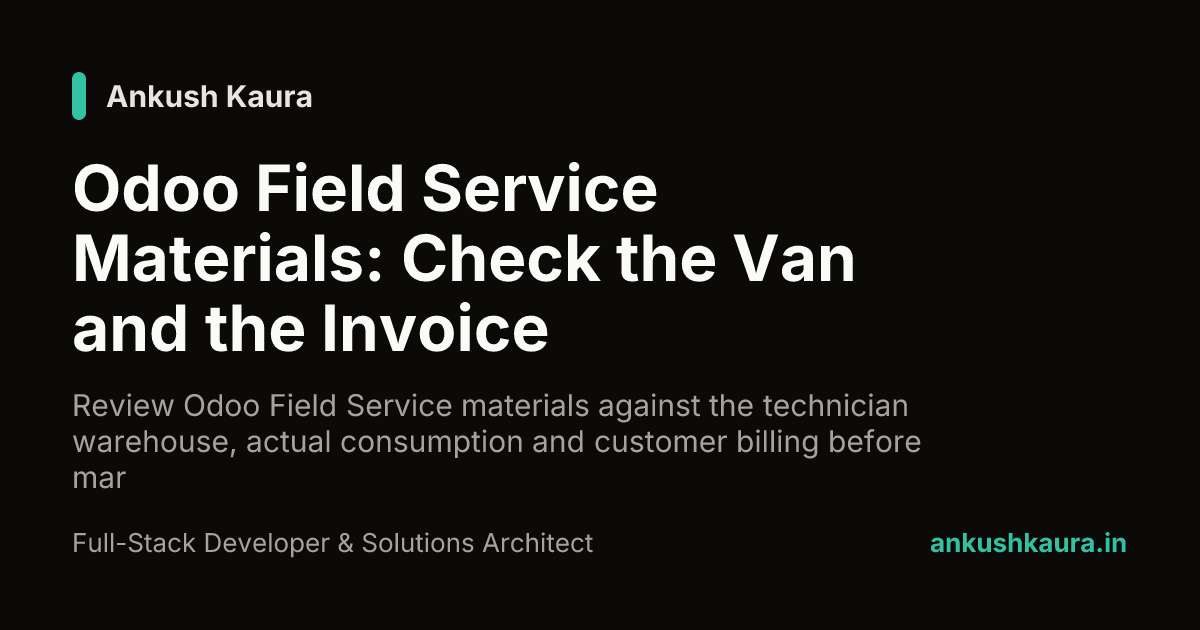 Ankush Kaura
Odoo Field Service
Materials: Check the Van
and the Invoice
Review Odoo Field Service materials against the technician
warehouse, actual consumption and customer billing before
mar
Full-Stack Developer & Solutions Architect
ankushkaura.in